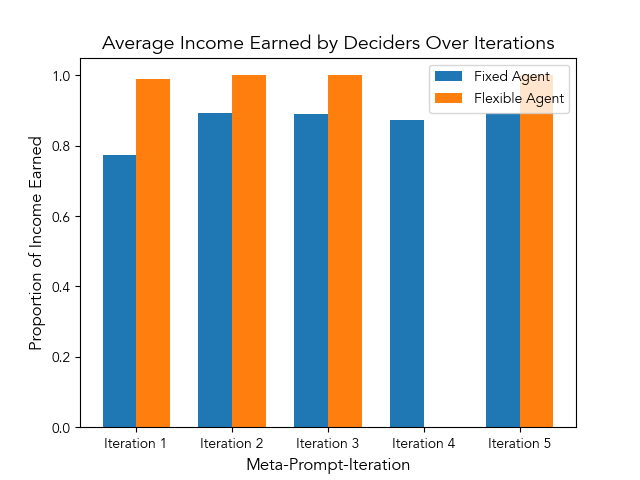 Average Income Earned by Deciders Over Iterations
Fixed Agent
Flexible Agent
Proportion of Income Earned
1.0
0.8
0.6
0.4
0.2
0.0
Iteration 1
Iteration 2
Iteration 3
Iteration 4
Iteration 5
Meta-Prompt-Iteration